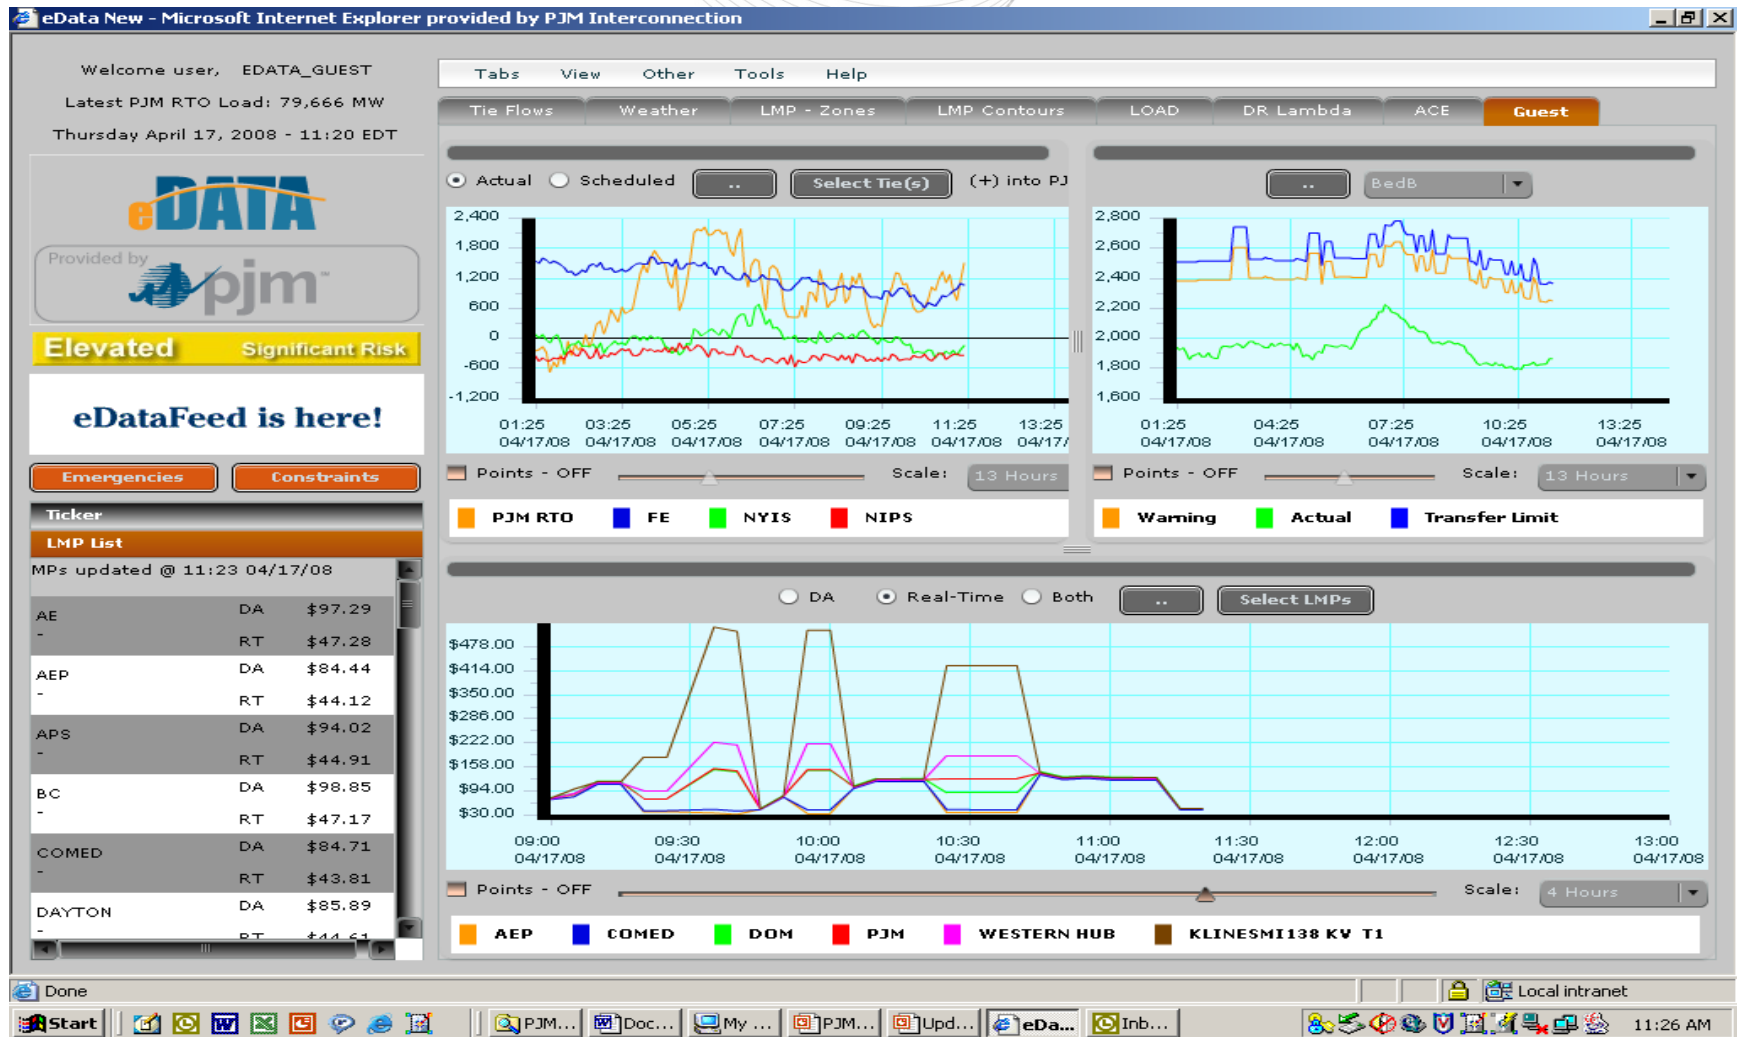 eData New - Microsoft Internet Explorer provided by PJM Interconnection
Welcome user, EDATA_GUEST
Latest PJM RTO Load: 79,666 MW
Thursday April 17, 2008 - 11:20 EDT
eDATA
Provided by
pjm™
Elevated Significant Risk
eDataFeed is here!
Emergencies Constraints
Ticker
LMP List
MPs updated @ 11:23 04/17/08
AE DA $97.29
- RT $47.28
AEP DA $84.44
- RT $44.12
APS DA $94.02
- RT $44.91
BC DA $98.85
- RT $47.17
COMED DA $84.71
- RT $43.81
DAYTON DA $85.89
- RT $44.61
Tabs View Other Tools Help
Tie Flows Weather LMP - Zones LMP Contours LOAD DR Lambda ACE Guest
Actual Scheduled .. Select Tie(s) (+) into PJ
2,400
1,800
1,200
600
0
-600
-1,200
01:25 03:25 05:25 07:25 09:25 11:25 13:25
04/17/08 04/17/08 04/17/08 04/17/08 04/17/08 04/17/08 04/17/
Points - OFF Scale: 13 Hours
PJM RTO FE NYIS NIPS
.. BedB
2,800
2,600
2,400
2,200
2,000
1,800
1,600
01:25 04:25 07:25 10:25 13:25
04/17/08 04/17/08 04/17/08 04/17/08 04/17/08
Points - OFF Scale: 13 Hours
Warning Actual Transfer Limit
DA Real-Time Both .. Select LMPs
$478.00
$414.00
$350.00
$286.00
$222.00
$158.00
$94.00
$30.00
09:00 09:30 10:00 10:30 11:00 11:30 12:00 12:30 13:00
04/17/08 04/17/08 04/17/08 04/17/08 04/17/08 04/17/08 04/17/08 04/17/08 04/17/08
Points - OFF Scale: 4 Hours
AEP COMED DOM PJM WESTERN HUB KLINESMI138 KV T1
Done Local intranet
Start PJM... Doc... My ... PJM... Upd... eDa... Inb... 11:26 AM